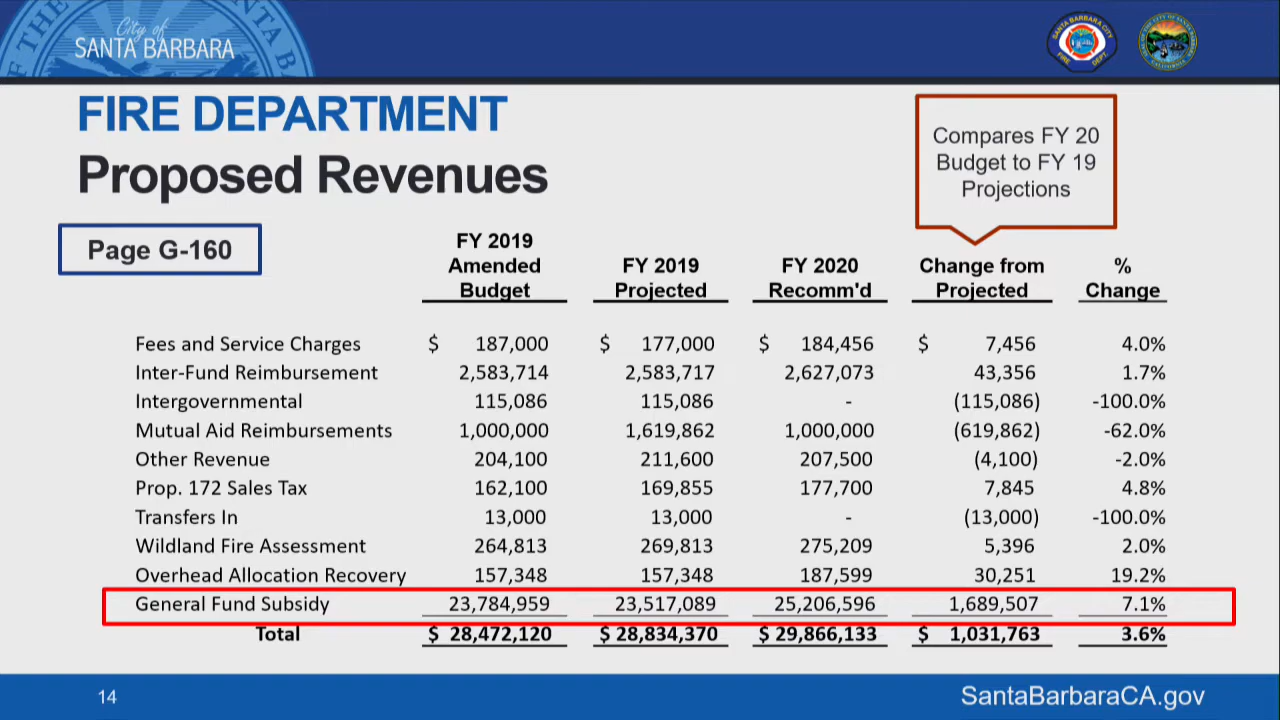 City of
SANTA BARBARA
SANTA BARBARA CITY
FIRE DEPT.
FIRE DEPARTMENT
Proposed Revenues
Compares FY 20
Budget to FY 19
Projections
Page G-160
FY 2019 Amended Budget FY 2019 Projected FY 2020 Recomm'd Change from Projected % Change
Fees and Service Charges $ 187,000 $ 177,000 $ 184,456 $ 7,456 4.0%
Inter-Fund Reimbursement 2,583,714 2,583,717 2,627,073 43,356 1.7%
Intergovernmental 115,086 115,086 - (115,086) -100.0%
Mutual Aid Reimbursements 1,000,000 1,619,862 1,000,000 (619,862) -62.0%
Other Revenue 204,100 211,600 207,500 (4,100) -2.0%
Prop. 172 Sales Tax 162,100 169,855 177,700 7,845 4.8%
Transfers In 13,000 13,000 - (13,000) -100.0%
Wildland Fire Assessment 264,813 269,813 275,209 5,396 2.0%
Overhead Allocation Recovery 157,348 157,348 187,599 30,251 19.2%
General Fund Subsidy 23,784,959 23,517,089 25,206,596 1,689,507 7.1%
Total $ 28,472,120 $ 28,834,370 $ 29,866,133 $ 1,031,763 3.6%
14
SantaBarbaraCA.gov